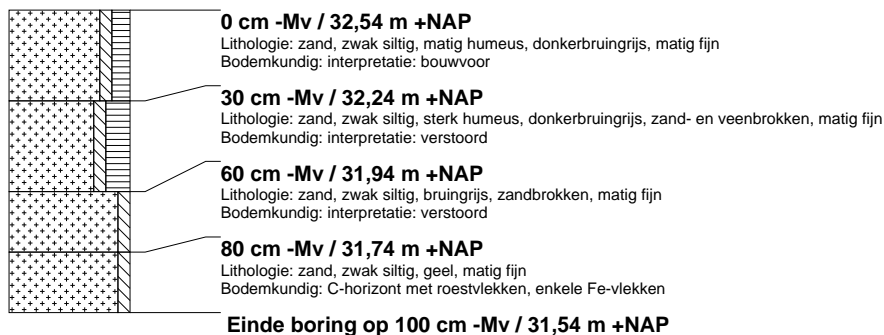 0 cm -Mv / 32,54 m +NAP
Lithologie: zand, zwak siltig, matig humeus, donkerbruingrijs, matig fijn
Bodemkundig: interpretatie: bouwvoor
30 cm -Mv / 32,24 m +NAP
Lithologie: zand, zwak siltig, sterk humeus, donkerbruingrijs, zand- en veenbrokken, matig fijn
Bodemkundig: interpretatie: verstoord
60 cm -Mv / 31,94 m +NAP
Lithologie: zand, zwak siltig, bruingrijs, zandbrokken, matig fijn
Bodemkundig: interpretatie: verstoord
80 cm -Mv / 31,74 m +NAP
Lithologie: zand, zwak siltig, geel, matig fijn
Bodemkundig: C-horizont met roestvlekken, enkele Fe-vlekken
Einde boring op 100 cm -Mv / 31,54 m +NAP